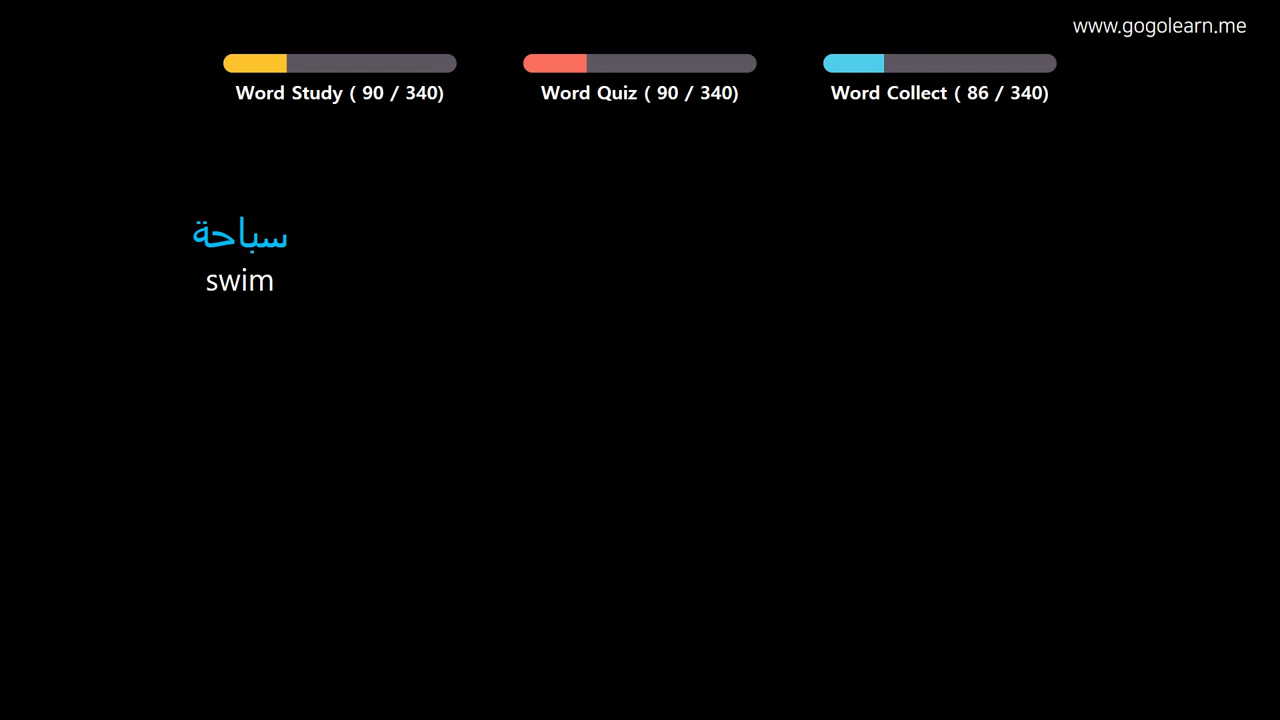 www.gogolearn.me
Word Study ( 90 / 340)
Word Quiz ( 90 / 340)
Word Collect ( 86 / 340)
سباحة
swim